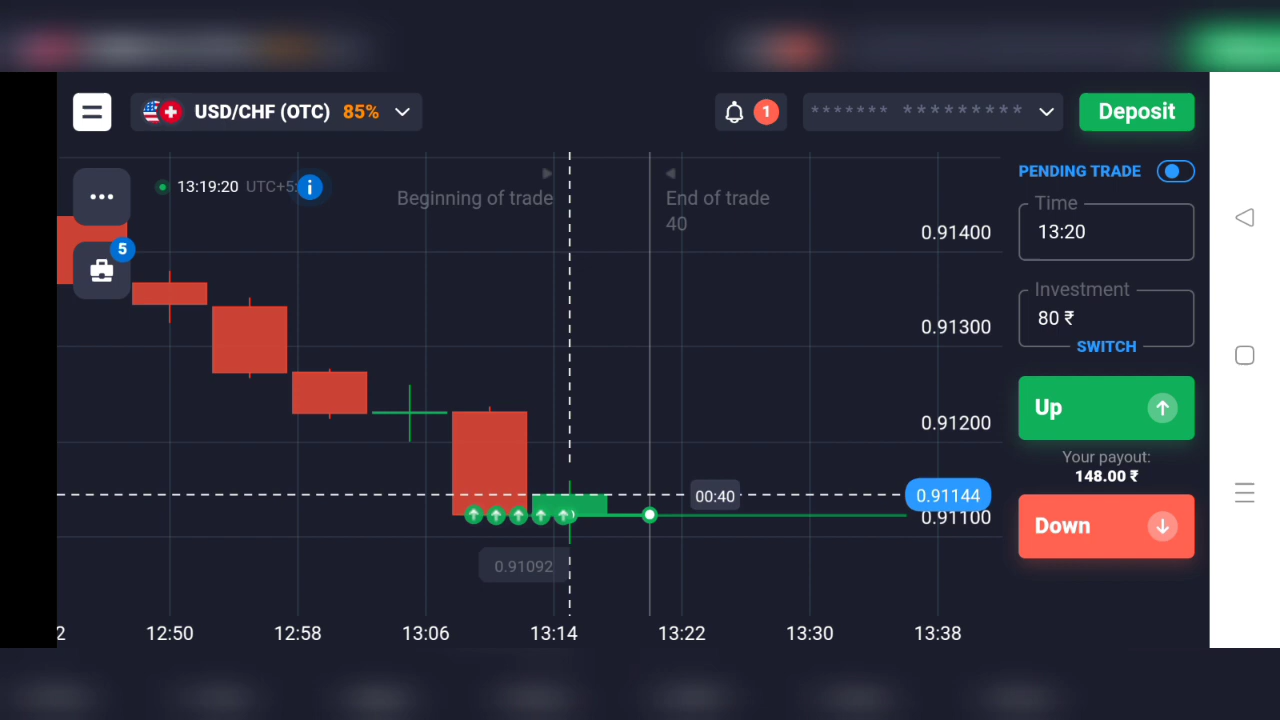 USD/CHF (OTC) 85%
1
******* *********
Deposit
13:19:20 UTC+5:
i
5
Beginning of trade
End of trade
40
PENDING TRADE
Time
13:20
Investment
80 ₹
SWITCH
Up
Your payout:
148.00 ₹
Down
0.91400
0.91300
0.91200
00:40
0.91144
0.91100
0.91092
2
12:50
12:58
13:06
13:14
13:22
13:30
13:38